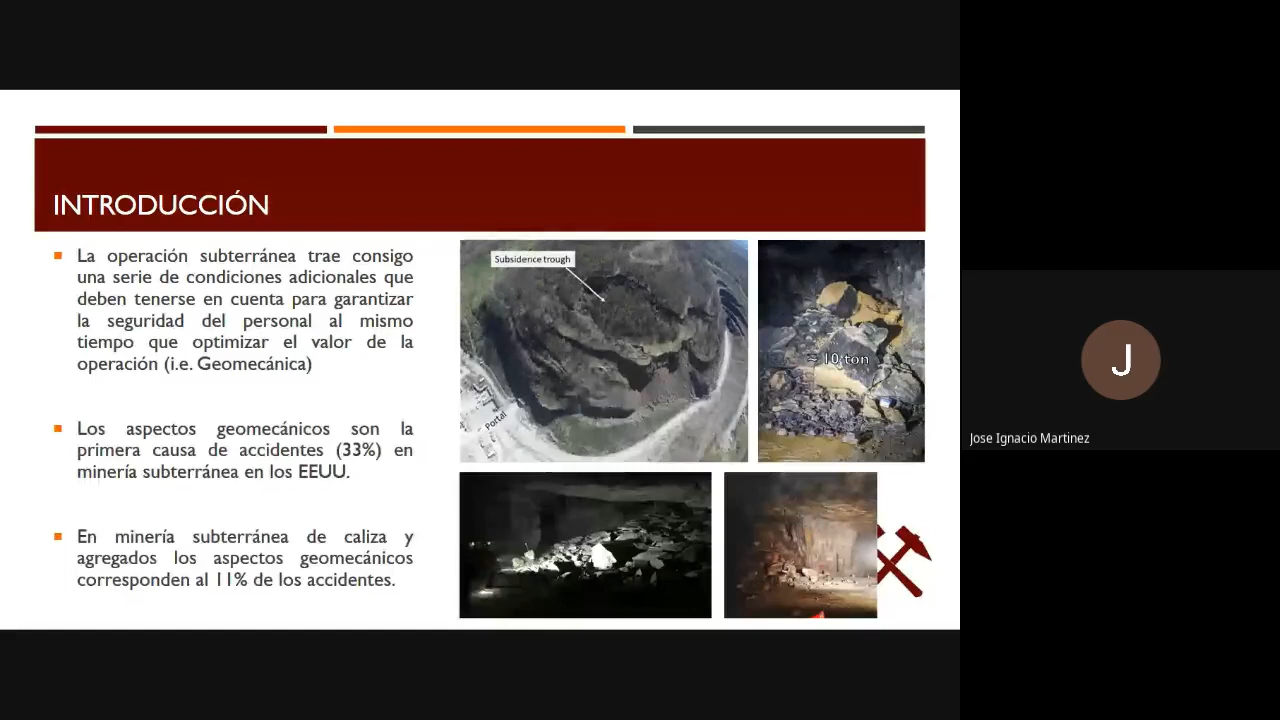 INTRODUCCIÓN
La operación subterránea trae consigo
una serie de condiciones adicionales que
deben tenerse en cuenta para garantizar
la seguridad del personal al mismo
tiempo que optimizar el valor de la
operación (i.e. Geomecánica)
Los aspectos geomecánicos son la
primera causa de accidentes (33%) en
minería subterránea en los EEUU.
En minería subterránea de caliza y
agregados los aspectos geomecánicos
corresponden al 11% de los accidentes.
Subsidence trough
Portal
≈ 10 ton
J
Jose Ignacio Martinez